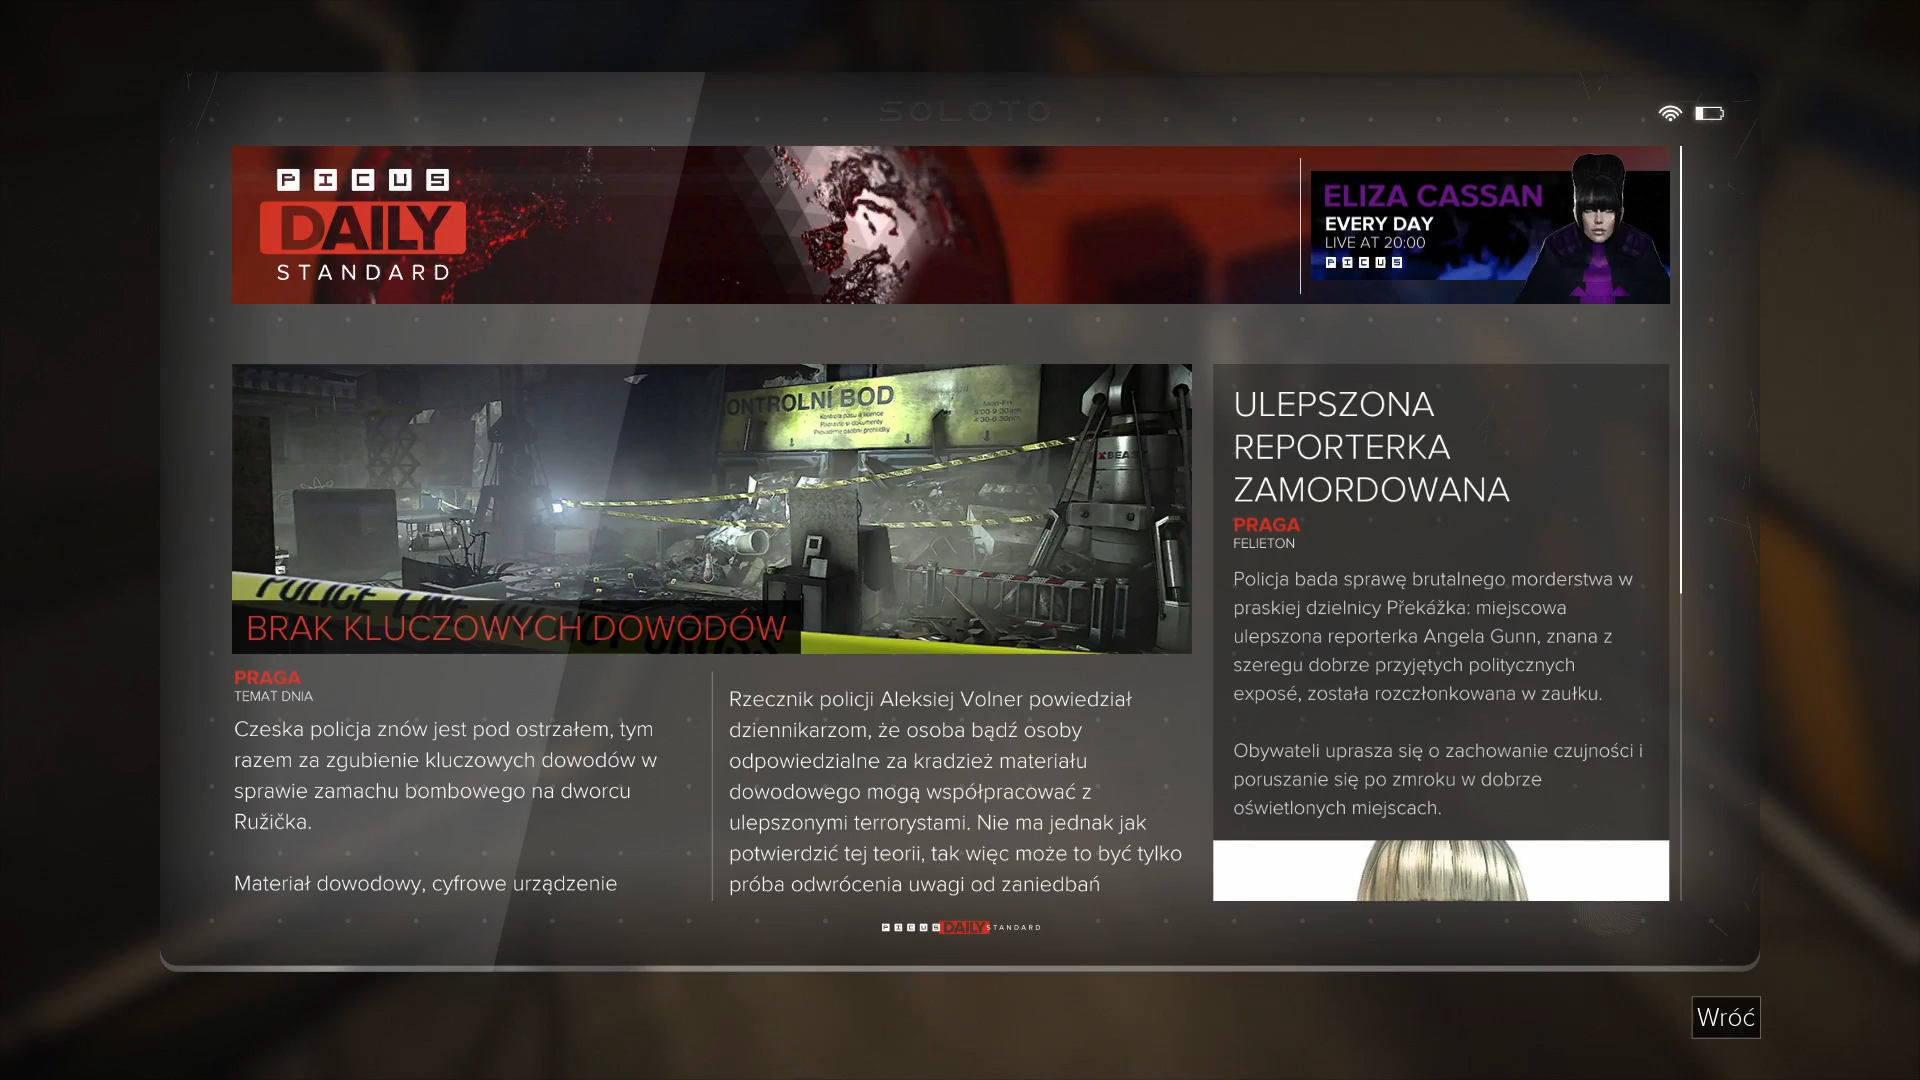 SOLOTO
PICUS
DAILY
STANDARD
ELIZA CASSAN
EVERY DAY
LIVE AT 20:00
PICUS
ONTROLNÍ BOD
BEAST
POLICE LINE
BRAK KLUCZOWYCH DOWODÓW
PRAGA
TEMAT DNIA
Czeska policja znów jest pod ostrzałem, tym
razem za zgubienie kluczowych dowodów w
sprawie zamachu bombowego na dworcu
Ružička.
Materiał dowodowy, cyfrowe urządzenie
Rzecznik policji Aleksiej Volner powiedział
dziennikarzom, że osoba bądź osoby
odpowiedzialne za kradzież materiału
dowodowego mogą współpracować z
ulepszonymi terrorystami. Nie ma jednak jak
potwierdzić tej teorii, tak więc może to być tylko
próba odwrócenia uwagi od zaniedbań
ULEPSZONA
REPORTERKA
ZAMORDOWANA
PRAGA
FELIETON
Policja bada sprawę brutalnego morderstwa w
praskiej dzielnicy Překážka: miejscowa
ulepszona reporterka Angela Gunn, znana z
szeregu dobrze przyjętych politycznych
exposé, została rozczłonkowana w zaułku.
Obywateli uprasza się o zachowanie czujności i
poruszanie się po zmroku w dobrze
oświetlonych miejscach.
PICUS DAILY STANDARD
Wróć